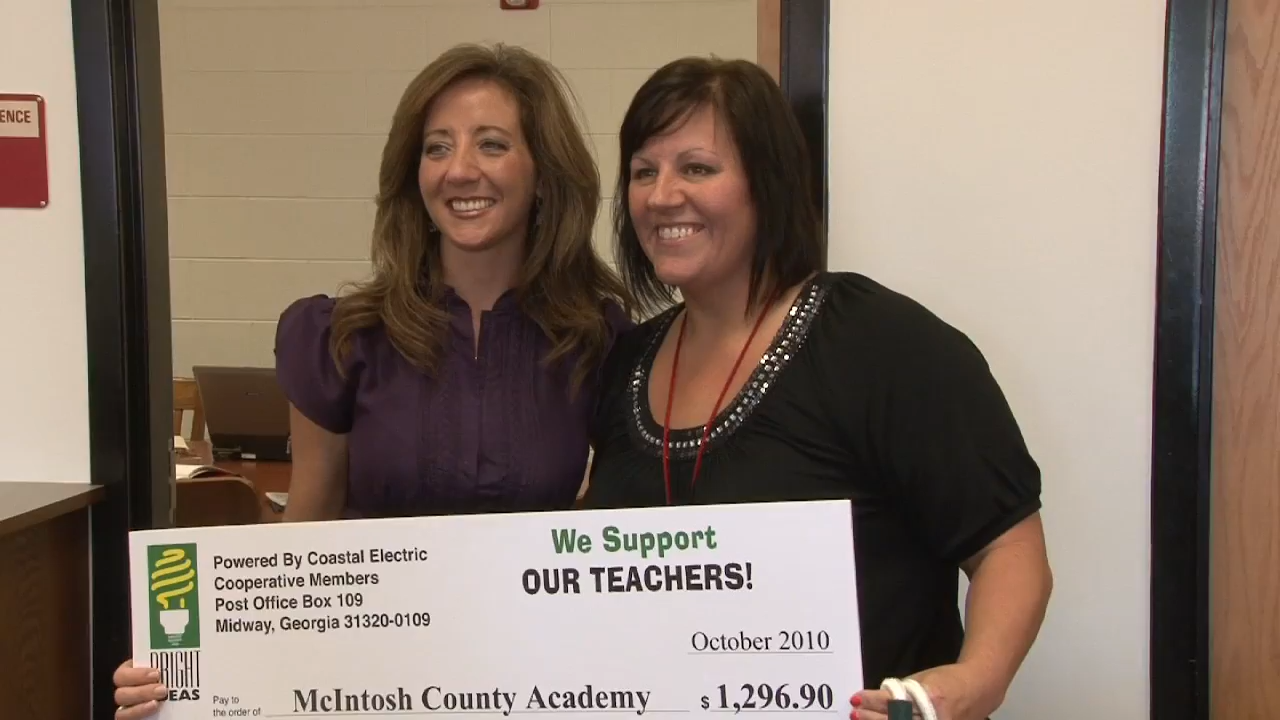 ENCE
Powered By Coastal Electric
Cooperative Members
Post Office Box 109
Midway, Georgia 31320-0109
We Support
OUR TEACHERS!
October 2010
BRIGHT
IDEAS
Pay to
the order of
McIntosh County Academy
$ 1,296.90